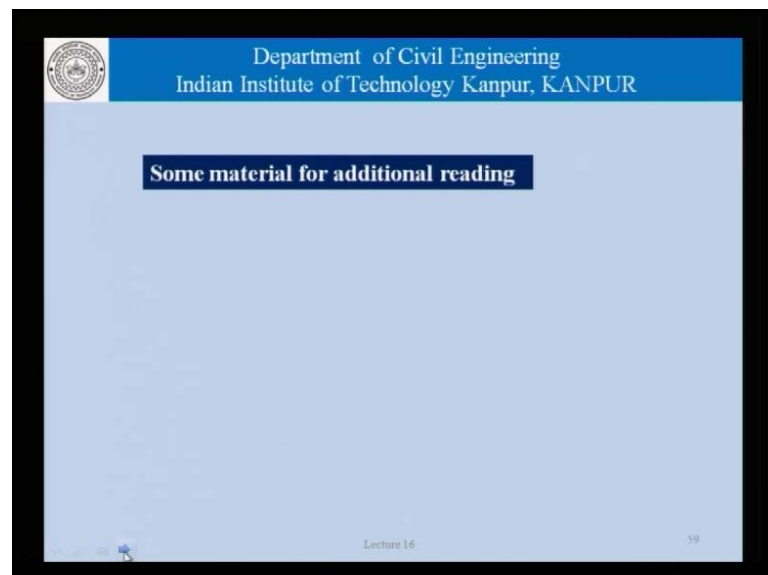 Department of Civil Engineering
Indian Institute of Technology Kanpur, KANPUR
Some material for additional reading
Lecture 16
59